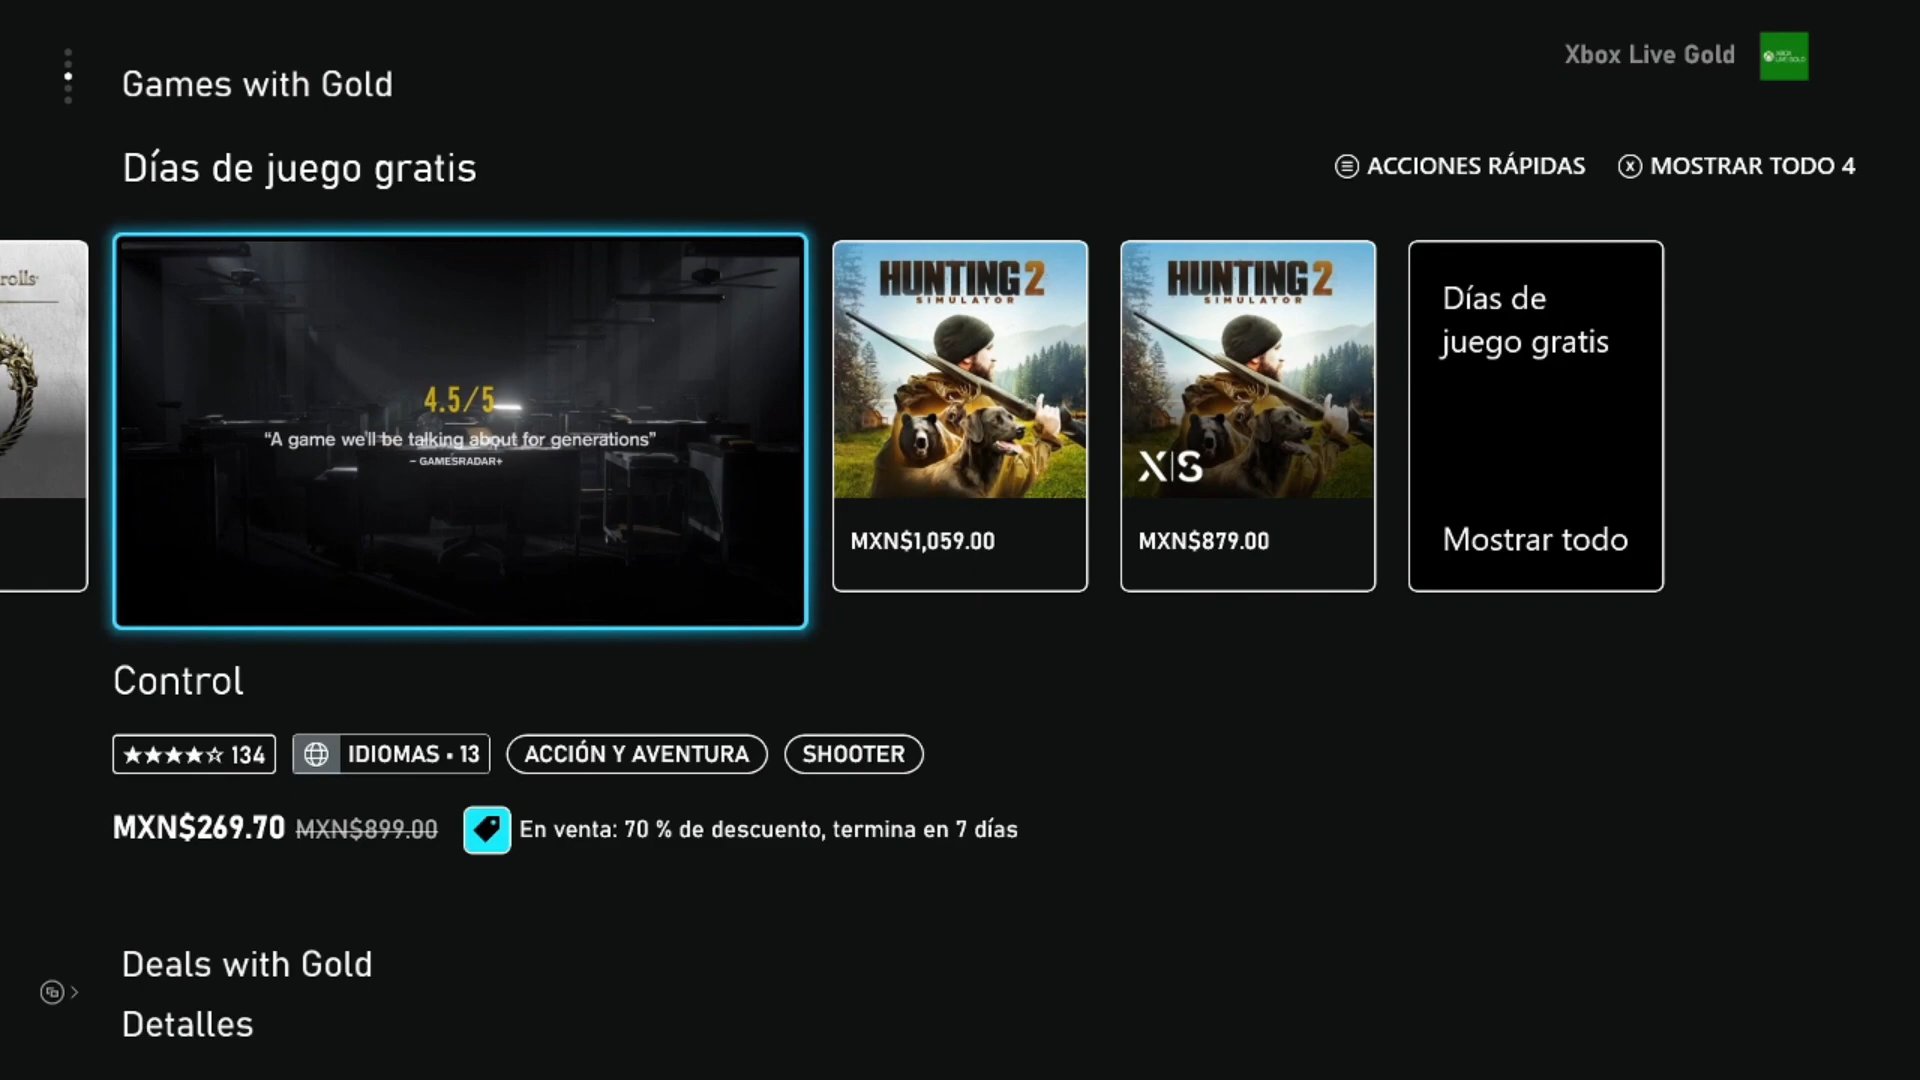 Games with Gold
Xbox Live Gold
XBOX
LIVE GOLD
Días de juego gratis
ACCIONES RÁPIDAS
X MOSTRAR TODO 4
rolls
4.5/5
“A game we'll be talking about for generations”
– GAMESRADAR+
HUNTING 2
SIMULATOR
MXN$1,059.00
HUNTING 2
SIMULATOR
X|S
MXN$879.00
Días de
juego gratis
Mostrar todo
Control
★★★★☆ 134
IDIOMAS • 13
ACCIÓN Y AVENTURA
SHOOTER
MXN$269.70 MXN$899.00
En venta: 70 % de descuento, termina en 7 días
Deals with Gold
Detalles